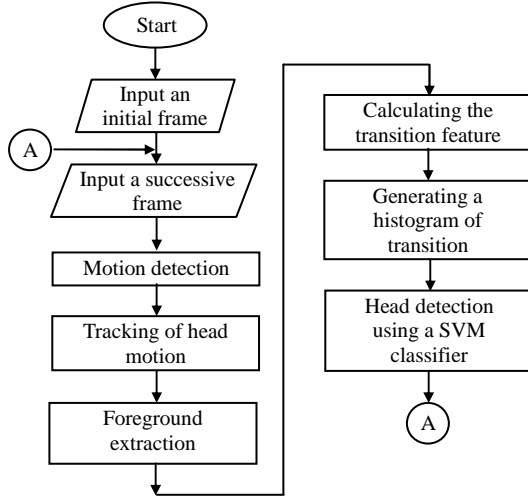 Start
Input an
initial frame
A
Input a successive
frame
Motion detection
Tracking of head
motion
Foreground
extraction
Calculating the
transition feature
Generating a
histogram of
transition
Head detection
using a SVM
classifier
A